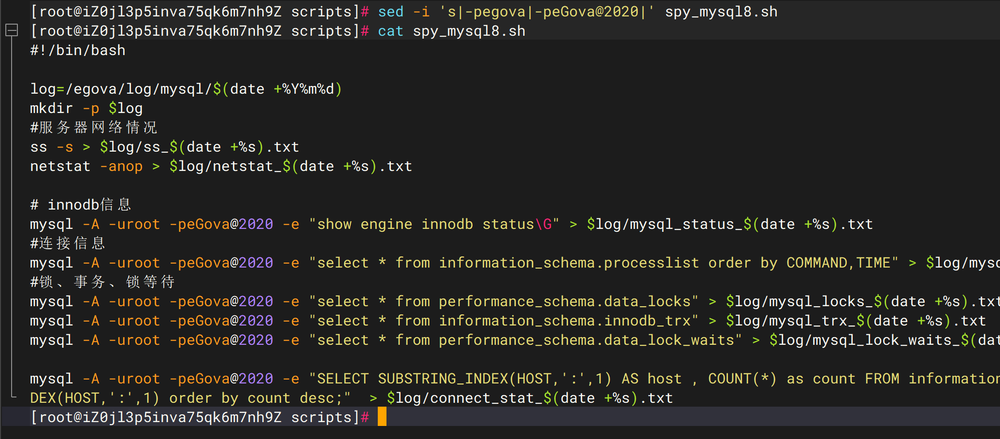 [root@iZ0jl3p5inva75qk6m7nh9Z scripts]# sed -i 's|-pegova|-peGova@2020|' spy_mysql8.sh
[root@iZ0jl3p5inva75qk6m7nh9Z scripts]# cat spy_mysql8.sh
#!/bin/bash
log=/egova/log/mysql/$(date +%Y%m%d)
mkdir -p $log
#服务器网络情况
ss -s > $log/ss_$(date +%s).txt
netstat -anop > $log/netstat_$(date +%s).txt
# innodb信息
mysql -A -uroot -peGova@2020 -e "show engine innodb status\G" > $log/mysql_status_$(date +%s).txt
#连接信息
mysql -A -uroot -peGova@2020 -e "select * from information_schema.processlist order by COMMAND,TIME" > $log/mysq
#锁、事务、锁等待
mysql -A -uroot -peGova@2020 -e "select * from performance_schema.data_locks" > $log/mysql_locks_$(date +%s).txt
mysql -A -uroot -peGova@2020 -e "select * from information_schema.innodb_trx" > $log/mysql_trx_$(date +%s).txt
mysql -A -uroot -peGova@2020 -e "select * from performance_schema.data_lock_waits" > $log/mysql_lock_waits_$(dat
mysql -A -uroot -peGova@2020 -e "SELECT SUBSTRING_INDEX(HOST,':',1) AS host , COUNT(*) as count FROM information
DEX(HOST,':',1) order by count desc;"  > $log/connect_stat_$(date +%s).txt
[root@iZ0jl3p5inva75qk6m7nh9Z scripts]#